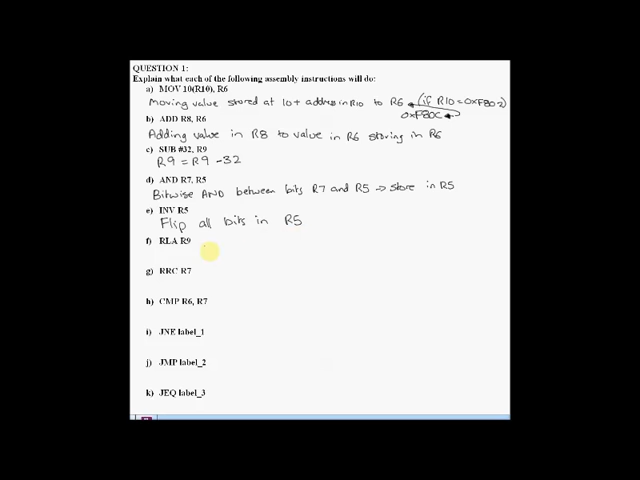 QUESTION 1:
Explain what each of the following assembly instructions will do:
a) MOV 10(R10), R6
Moving value stored at 10+ address in R10 to R6 (if R10 = 0xF802)
0xF80C
b) ADD R8, R6
Adding value in R8 to value in R6 storing in R6
c) SUB #32, R9
R9 = R9 - 32
d) AND R7, R5
Bitwise AND between bits R7 and R5 → store in R5
e) INV R5
Flip all bits in R5
f) RLA R9
g) RRC R7
h) CMP R6, R7
i) JNE label_1
j) JMP label_2
k) JEQ label_3